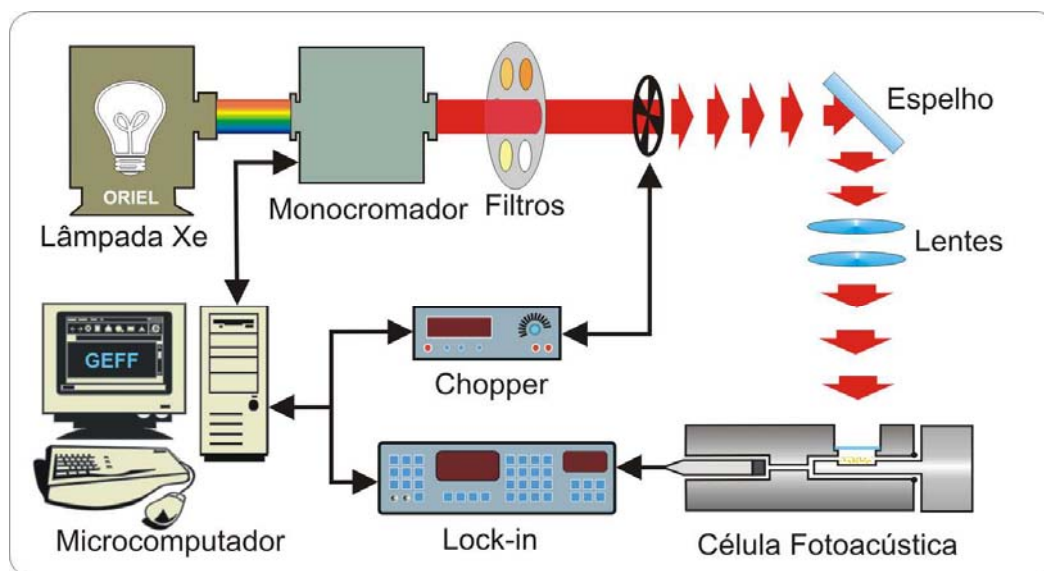 ORIEL
Lâmpada Xe
Monocromador
Filtros
Espelho
Lentes
GEFF
Chopper
Microcomputador
Lock-in
Célula Fotoacústica